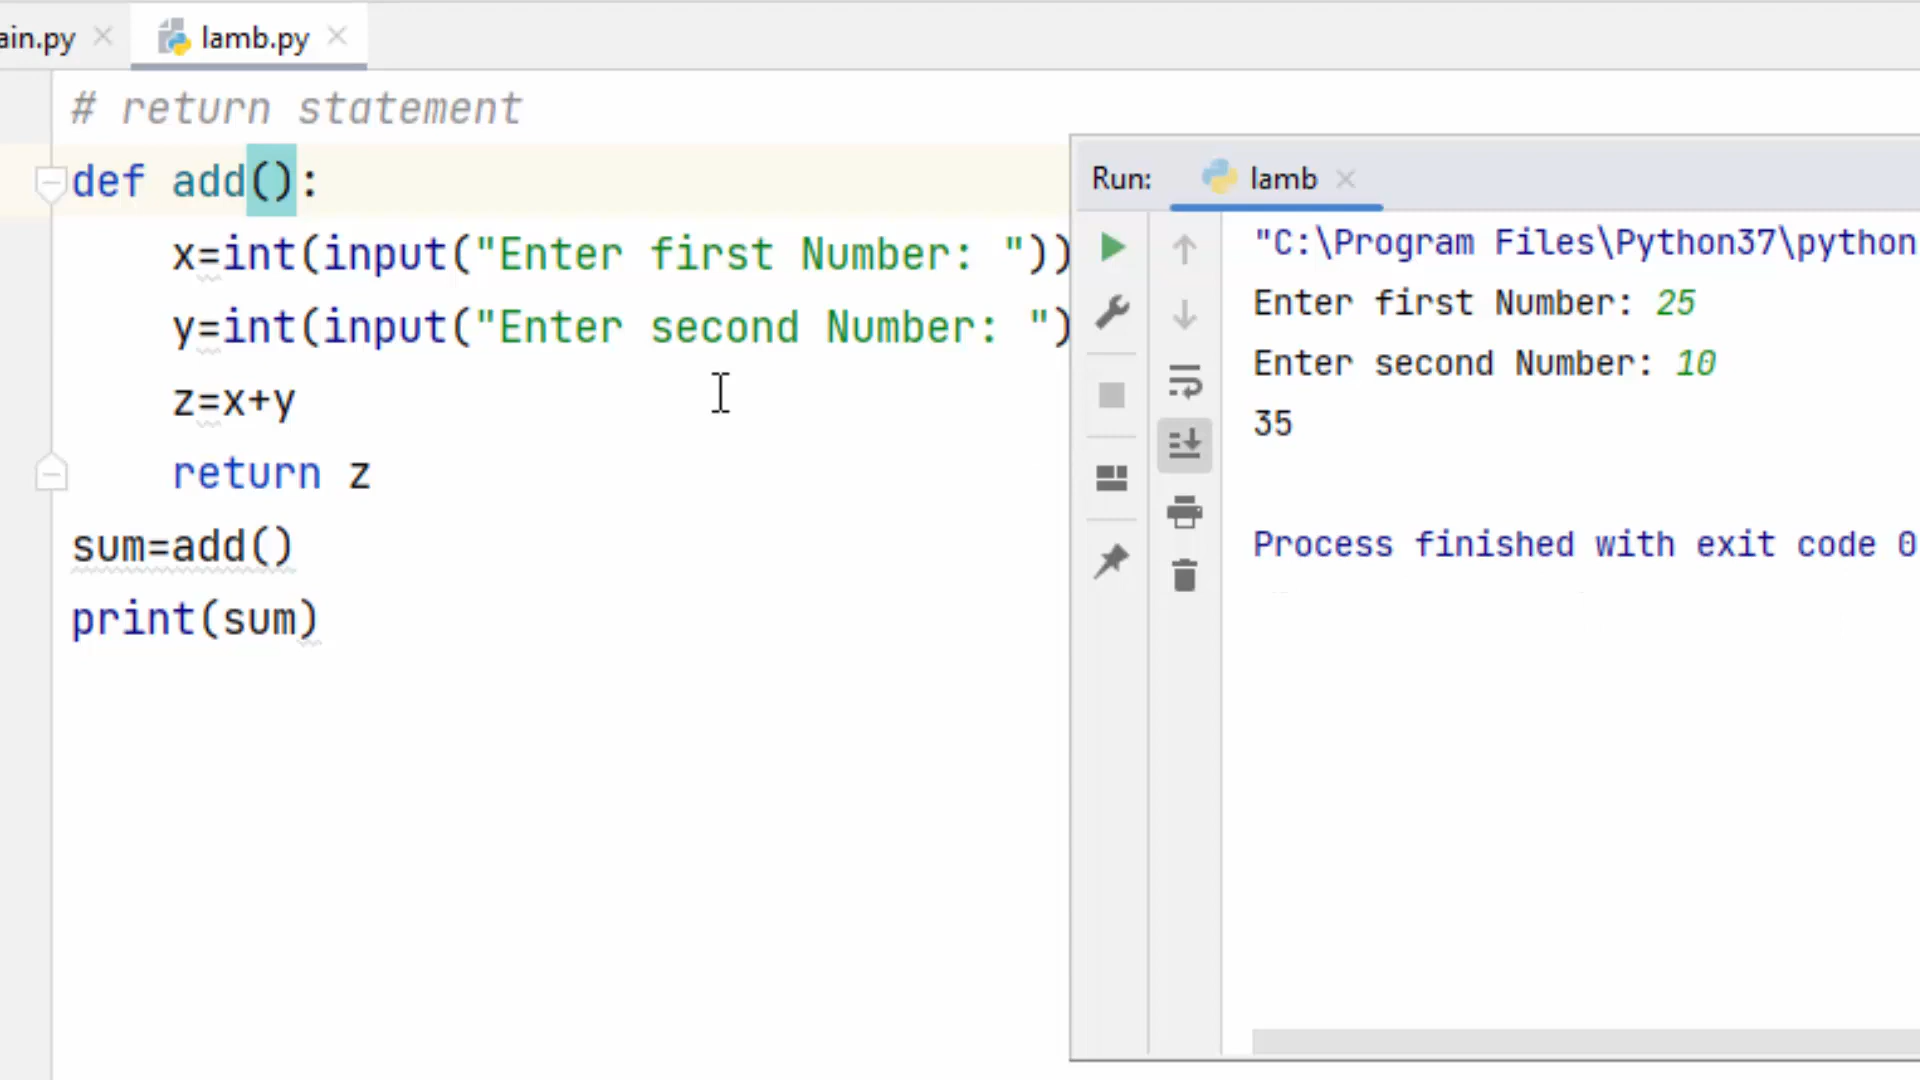 ain.py
lamb.py
# return statement
def add():
x=int(input("Enter first Number: "))
y=int(input("Enter second Number: ")
z=x+y
return z
sum=add()
print(sum)
Run: lamb
"C:\Program Files\Python37\python
Enter first Number: 25
Enter second Number: 10
35
Process finished with exit code 0